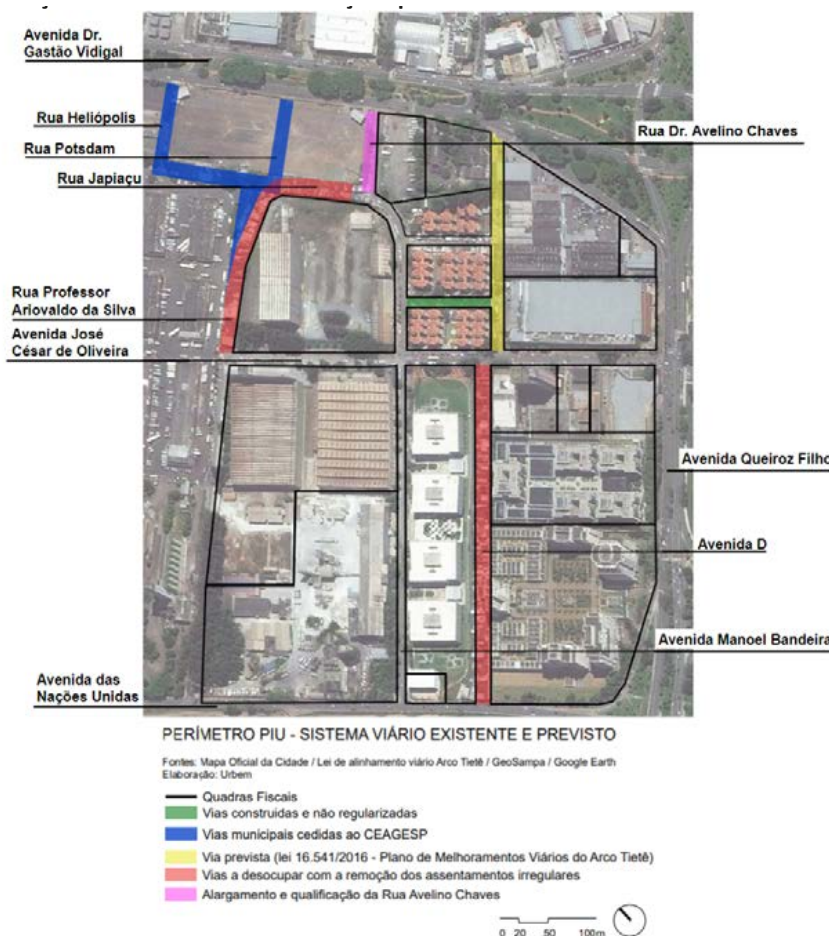 Avenida Dr.
Gastão Vidigal
Rua Heliópolis
Rua Dr. Avelino Chaves
Rua Potsdam
Rua Japiaçu
Rua Professor
Ariovaldo da Silva
Avenida José
César de Oliveira
Avenida Queiroz Filho
Avenida D
Avenida Manoel Bandeira
Avenida das
Nações Unidas
PERÍMETRO PIU - SISTEMA VIÁRIO EXISTENTE E PREVISTO
Fontes: Mapa Oficial da Cidade / Lei de alinhamento viário Arco Tietê / GeoSampa / Google Earth
Elaboração: Urbem
Quadras Fiscais
Vias construidas e não regularizadas
Vias municipais cedidas ao CEAGESP
Via prevista (lei 16.541/2016 - Plano de Melhoramentos Viários do Arco Tietê)
Vias a desocupar com a remoção dos assentamentos irregulares
Alargamento e qualificação da Rua Avelino Chaves
0 20 50 100m